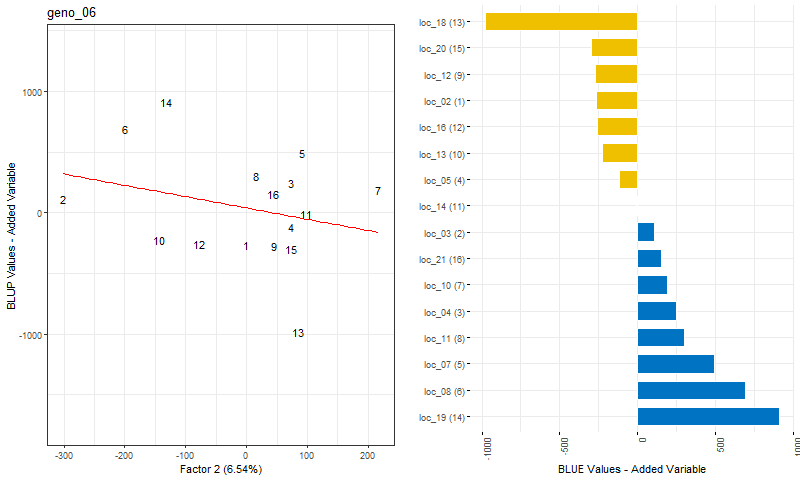 geno_06
BLUP Values - Added Variable
1000
0
-1000
14
6
5
8
3
7
16
2
11
4
10
12
1
9
15
13
-300
-200
-100
0
100
200
Factor 2 (6.54%)
loc_18 (13)
loc_20 (15)
loc_12 (9)
loc_02 (1)
loc_16 (12)
loc_13 (10)
loc_05 (4)
loc_14 (11)
loc_03 (2)
loc_21 (16)
loc_10 (7)
loc_04 (3)
loc_11 (8)
loc_07 (5)
loc_08 (6)
loc_19 (14)
-1000
-500
0
500
1000
BLUE Values - Added Variable